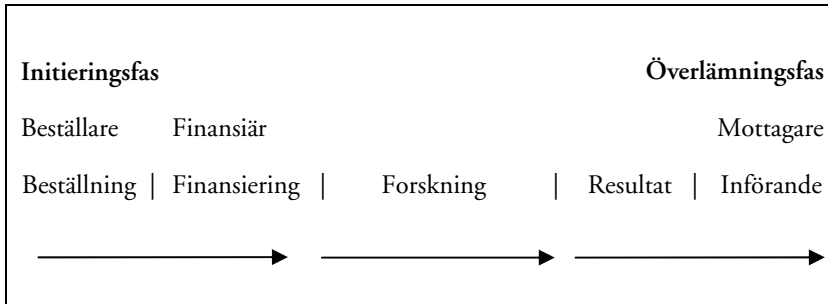 Initieringsfas Överlämningsfas
Beställare Finansiär Mottagare
Beställning | Finansiering | Forskning | Resultat | Införande